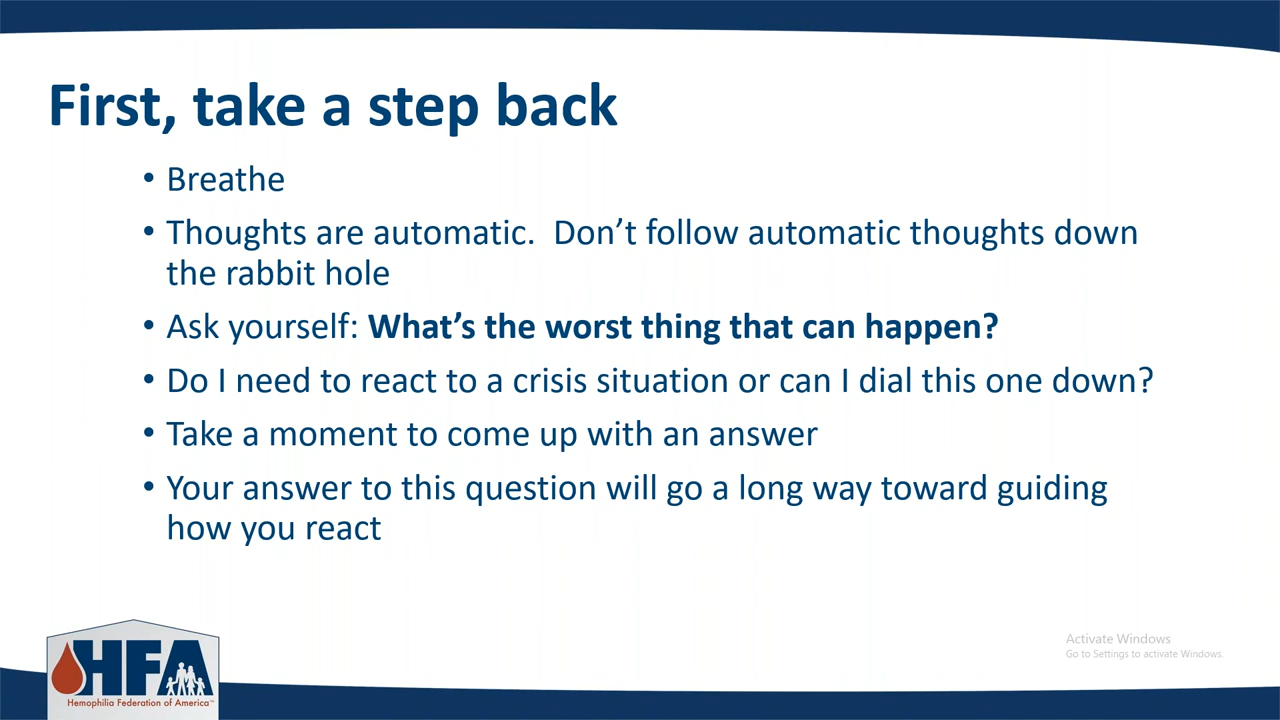 First, take a step back
• Breathe
• Thoughts are automatic.  Don’t follow automatic thoughts down
the rabbit hole
• Ask yourself: What’s the worst thing that can happen?
• Do I need to react to a crisis situation or can I dial this one down?
• Take a moment to come up with an answer
• Your answer to this question will go a long way toward guiding
how you react
HFA
Hemophilia Federation of America™
Activate Windows
Go to Settings to activate Windows.